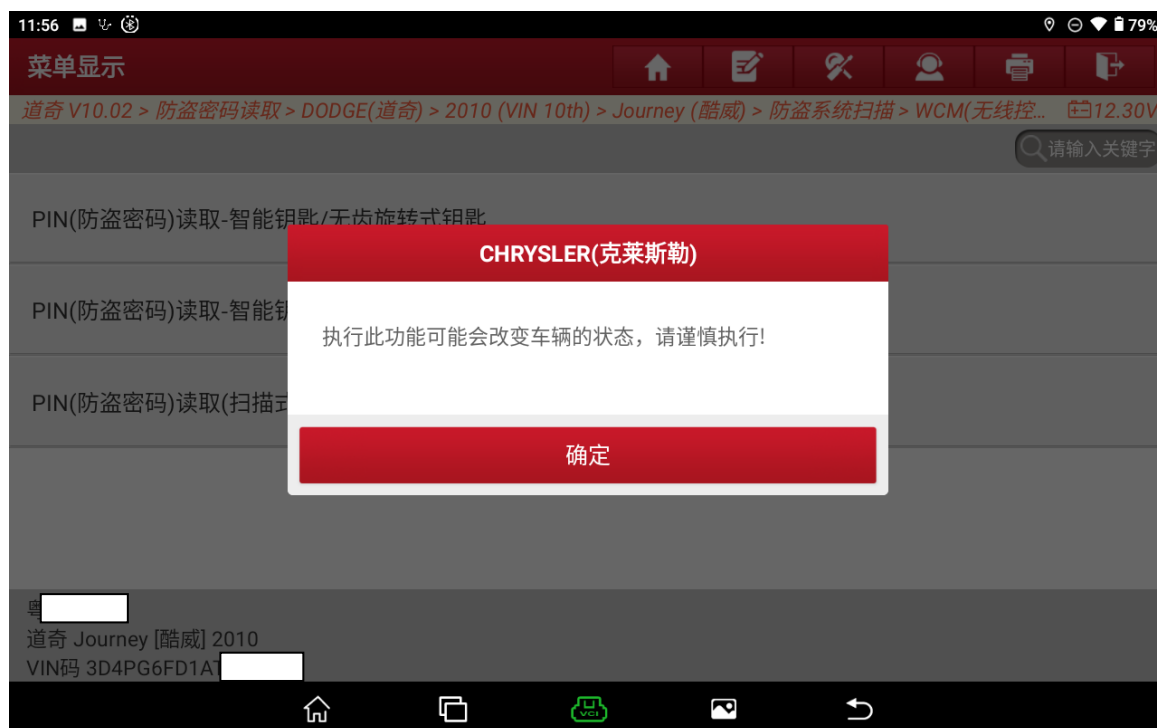 11:56
79%
菜单显示
道奇 V10.02 > 防盗密码读取 > DODGE(道奇) > 2010 (VIN 10th) > Journey (酷威) > 防盗系统扫描 > WCM(无线控... 12.30V
请输入关键字
PIN(防盗密码)读取-智能钥匙/无齿旋转式钥匙
CHRYSLER(克莱斯勒)
PIN(防盗密码)读取-智能钥
执行此功能可能会改变车辆的状态，请谨慎执行!
PIN(防盗密码)读取(扫描式
确定
粤
道奇 Journey [酷威] 2010
VIN码 3D4PG6FD1AT
VCI